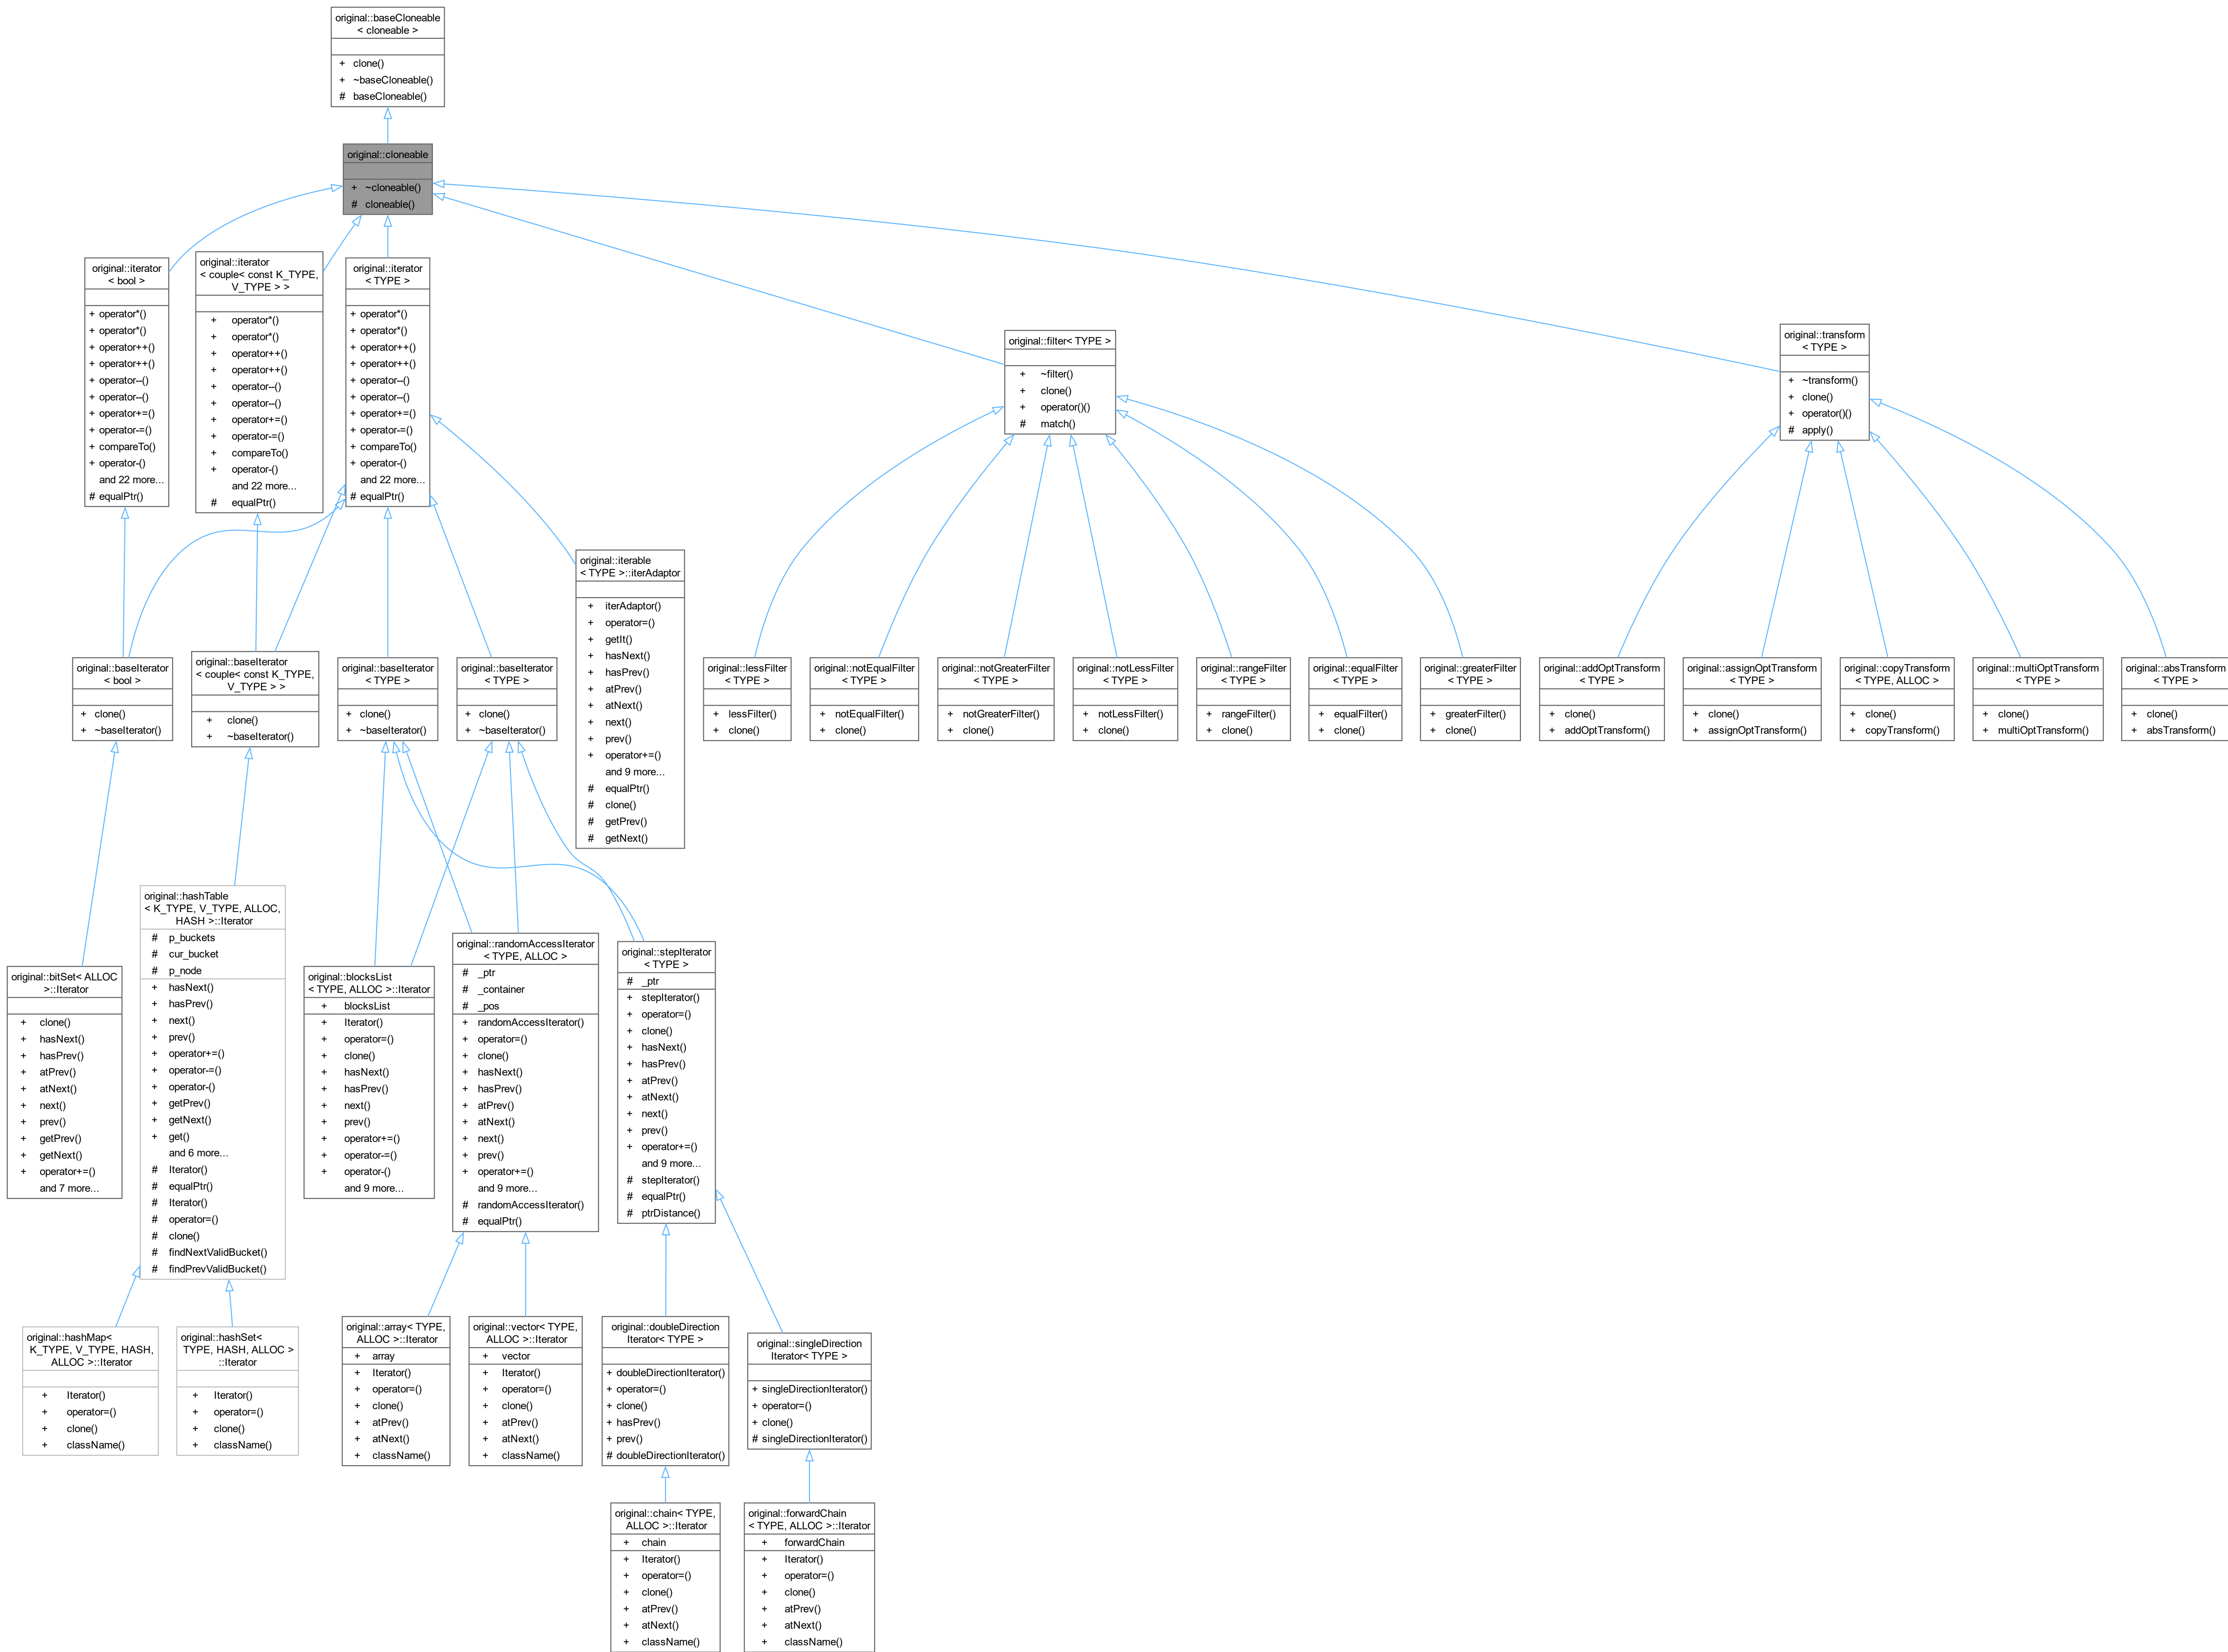 original::baseCloneable
< cloneable >
+ clone()
+ ~baseCloneable()
# baseCloneable()
original::cloneable
+ ~cloneable()
# cloneable()
original::iterator
< bool >
+ operator*()
+ operator*()
+ operator++()
+ operator++()
+ operator--()
+ operator--()
+ operator+=()
+ operator-=()
+ compareTo()
+ operator-()
and 22 more...
# equalPtr()
original::iterator
< couple< const K_TYPE,
V_TYPE > >
+ operator*()
+ operator*()
+ operator++()
+ operator++()
+ operator--()
+ operator--()
+ operator+=()
+ operator-=()
+ compareTo()
+ operator-()
and 22 more...
# equalPtr()
original::iterator
< TYPE >
+ operator*()
+ operator*()
+ operator++()
+ operator++()
+ operator--()
+ operator--()
+ operator+=()
+ operator-=()
+ compareTo()
+ operator-()
and 22 more...
# equalPtr()
original::filter< TYPE >
+ ~filter()
+ clone()
+ operator()()
# match()
original::transform
< TYPE >
+ ~transform()
+ clone()
+ operator()()
# apply()
original::iterable
< TYPE >::iterAdaptor
+ iterAdaptor()
+ operator=()
+ getIt()
+ hasNext()
+ hasPrev()
+ atPrev()
+ atNext()
+ next()
+ prev()
+ operator+=()
and 9 more...
# equalPtr()
# clone()
# getPrev()
# getNext()
original::baseIterator
< bool >
+ clone()
+ ~baseIterator()
original::baseIterator
< couple< const K_TYPE,
V_TYPE > >
+ clone()
+ ~baseIterator()
original::baseIterator
< TYPE >
+ clone()
+ ~baseIterator()
original::baseIterator
< TYPE >
+ clone()
+ ~baseIterator()
original::lessFilter
< TYPE >
+ lessFilter()
+ clone()
original::notEqualFilter
< TYPE >
+ notEqualFilter()
+ clone()
original::notGreaterFilter
< TYPE >
+ notGreaterFilter()
+ clone()
original::notLessFilter
< TYPE >
+ notLessFilter()
+ clone()
original::rangeFilter
< TYPE >
+ rangeFilter()
+ clone()
original::equalFilter
< TYPE >
+ equalFilter()
+ clone()
original::greaterFilter
< TYPE >
+ greaterFilter()
+ clone()
original::addOptTransform
< TYPE >
+ clone()
+ addOptTransform()
original::assignOptTransform
< TYPE >
+ clone()
+ assignOptTransform()
original::copyTransform
< TYPE, ALLOC >
+ clone()
+ copyTransform()
original::multiOptTransform
< TYPE >
+ clone()
+ multiOptTransform()
original::absTransform
< TYPE >
+ clone()
+ absTransform()
original::bitSet< ALLOC
>::Iterator
+ clone()
+ hasNext()
+ hasPrev()
+ atPrev()
+ atNext()
+ next()
+ prev()
+ getPrev()
+ getNext()
+ operator+=()
and 7 more...
original::hashTable
< K_TYPE, V_TYPE, ALLOC,
HASH >::Iterator
# p_buckets
# cur_bucket
# p_node
+ hasNext()
+ hasPrev()
+ next()
+ prev()
+ operator+=()
+ operator-=()
+ operator-()
+ getPrev()
+ getNext()
+ get()
and 6 more...
# Iterator()
# equalPtr()
# Iterator()
# operator=()
# clone()
# findNextValidBucket()
# findPrevValidBucket()
original::blocksList
< TYPE, ALLOC >::Iterator
+ blocksList
+ Iterator()
+ operator=()
+ clone()
+ hasNext()
+ hasPrev()
+ next()
+ prev()
+ operator+=()
+ operator-=()
+ operator-()
and 9 more...
original::randomAccessIterator
< TYPE, ALLOC >
# _ptr
# _container
# _pos
+ randomAccessIterator()
+ operator=()
+ clone()
+ hasNext()
+ hasPrev()
+ atPrev()
+ atNext()
+ next()
+ prev()
+ operator+=()
and 9 more...
# randomAccessIterator()
# equalPtr()
original::stepIterator
< TYPE >
# _ptr
+ stepIterator()
+ operator=()
+ clone()
+ hasNext()
+ hasPrev()
+ atPrev()
+ atNext()
+ next()
+ prev()
+ operator+=()
and 9 more...
# stepIterator()
# equalPtr()
# ptrDistance()
original::hashMap<
K_TYPE, V_TYPE, HASH,
ALLOC >::Iterator
+ Iterator()
+ operator=()
+ clone()
+ className()
original::hashSet<
TYPE, HASH, ALLOC >
::Iterator
+ Iterator()
+ operator=()
+ clone()
+ className()
original::array< TYPE,
ALLOC >::Iterator
+ array
+ Iterator()
+ operator=()
+ clone()
+ atPrev()
+ atNext()
+ className()
original::vector< TYPE,
ALLOC >::Iterator
+ vector
+ Iterator()
+ operator=()
+ clone()
+ atPrev()
+ atNext()
+ className()
original::doubleDirection
Iterator< TYPE >
+ doubleDirectionIterator()
+ operator=()
+ clone()
+ hasPrev()
+ prev()
# doubleDirectionIterator()
original::singleDirection
Iterator< TYPE >
+ singleDirectionIterator()
+ operator=()
+ clone()
# singleDirectionIterator()
original::chain< TYPE,
ALLOC >::Iterator
+ chain
+ Iterator()
+ operator=()
+ clone()
+ atPrev()
+ atNext()
+ className()
original::forwardChain
< TYPE, ALLOC >::Iterator
+ forwardChain
+ Iterator()
+ operator=()
+ clone()
+ atPrev()
+ atNext()
+ className()